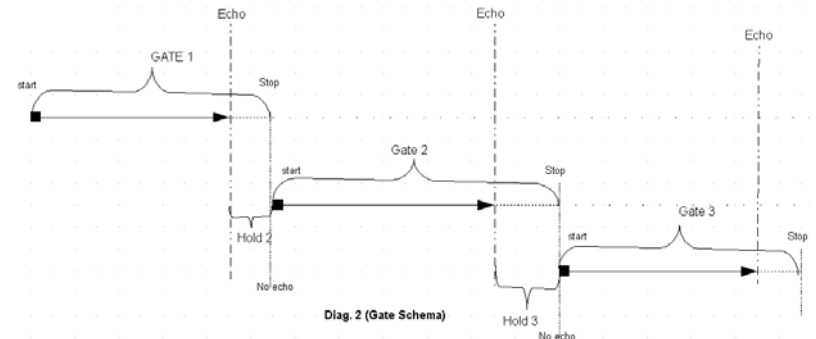 Echo
Echo
Echo
GATE 1
start
Stop
Gate 2
start
Stop
Gate 3
start
Stop
Hold 2
No echo
Diag. 2 (Gate Schema)
Hold 3
No echo